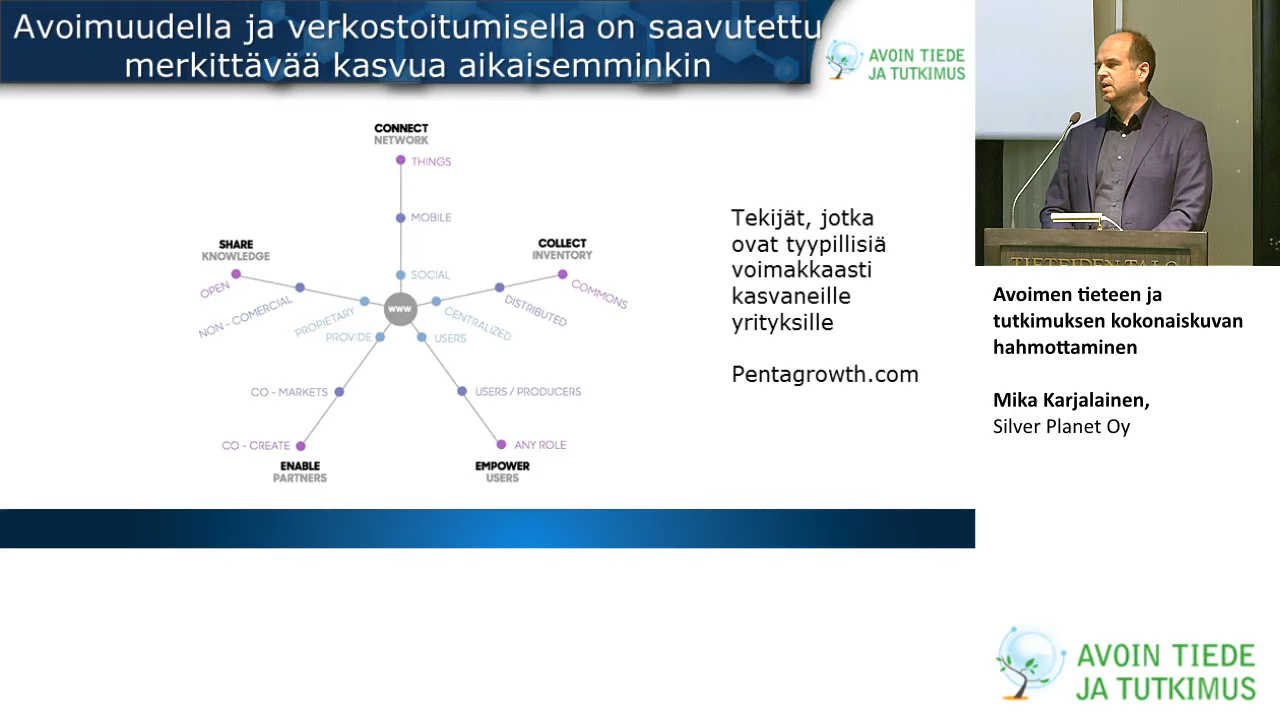 Avoimuudella ja verkostoitumisella on saavutettu
merkittävää kasvua aikaisemminkin
AVOIN TIEDE
JA TUTKIMUS
CONNECT
NETWORK
THINGS
MOBILE
SOCIAL
SHARE
KNOWLEDGE
OPEN
NON - COMERCIAL
PROPIETARY
COLLECT
INVENTORY
COMMONS
DISTRIBUTED
CENTRALIZED
WWW
PROVIDE
USERS
CO - MARKETS
USERS / PRODUCERS
CO - CREATE
ANY ROLE
ENABLE
PARTNERS
EMPOWER
USERS
Tekijät, jotka
ovat tyypillisiä
voimakkaasti
kasvaneille
yrityksille
Pentagrowth.com
TIETEIDEN TALO
Avoimen tieteen ja
tutkimuksen kokonaiskuvan
hahmottaminen
Mika Karjalainen,
Silver Planet Oy
AVOIN TIEDE
JA TUTKIMUS